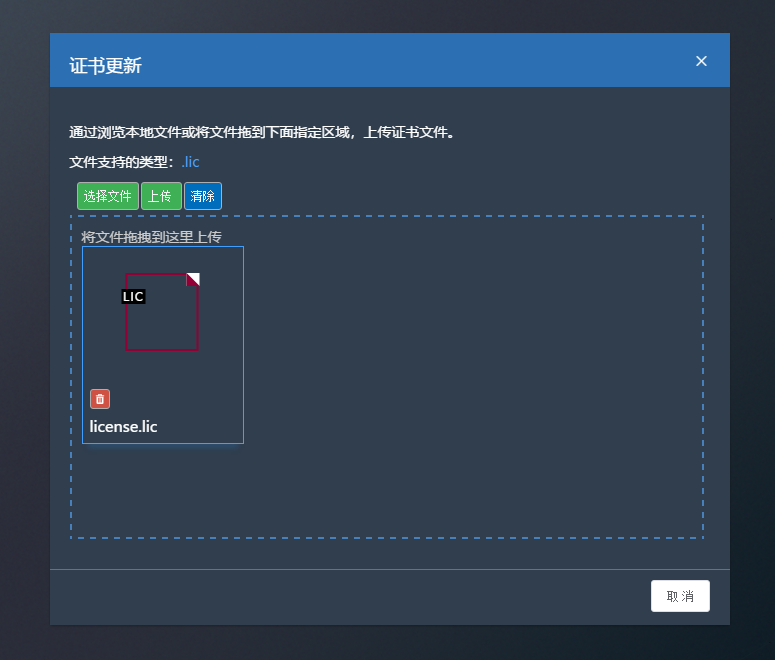 证书更新
通过浏览本地文件或将文件拖到下面指定区域，上传证书文件。
文件支持的类型：.lic
选择文件 上传 清除
将文件拖拽到这里上传
LIC
license.lic
取 消